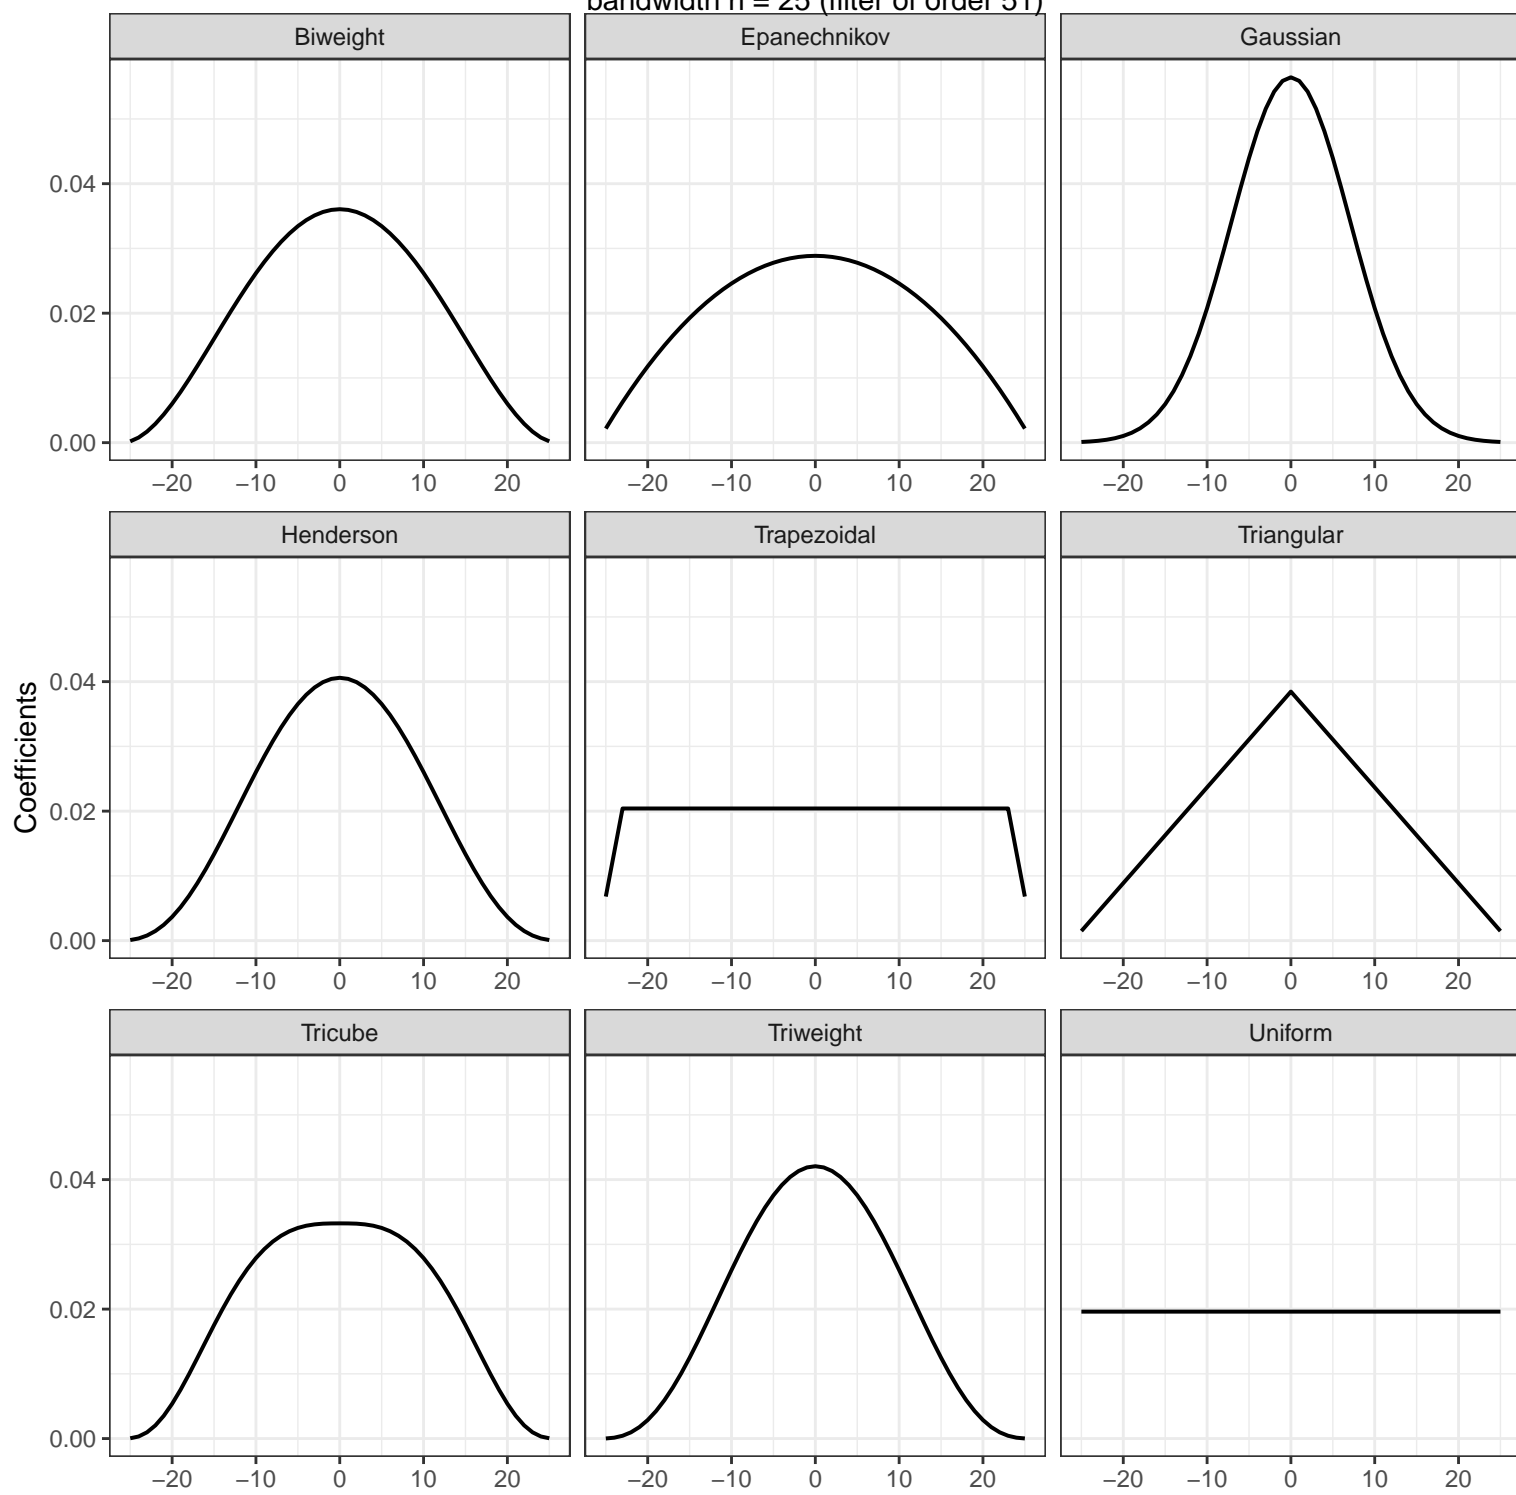 bandwidth h = 25 (filter of order 51)
Biweight Epanechnikov Gaussian
0.04
0.02
0.00
−20 −10 0 10 20 −20 −10 0 10 20 −20 −10 0 10 20
Henderson Trapezoidal Triangular
Coefficients
0.04
0.02
0.00
−20 −10 0 10 20 −20 −10 0 10 20 −20 −10 0 10 20
Tricube Triweight Uniform
0.04
0.02
0.00
−20 −10 0 10 20 −20 −10 0 10 20 −20 −10 0 10 20